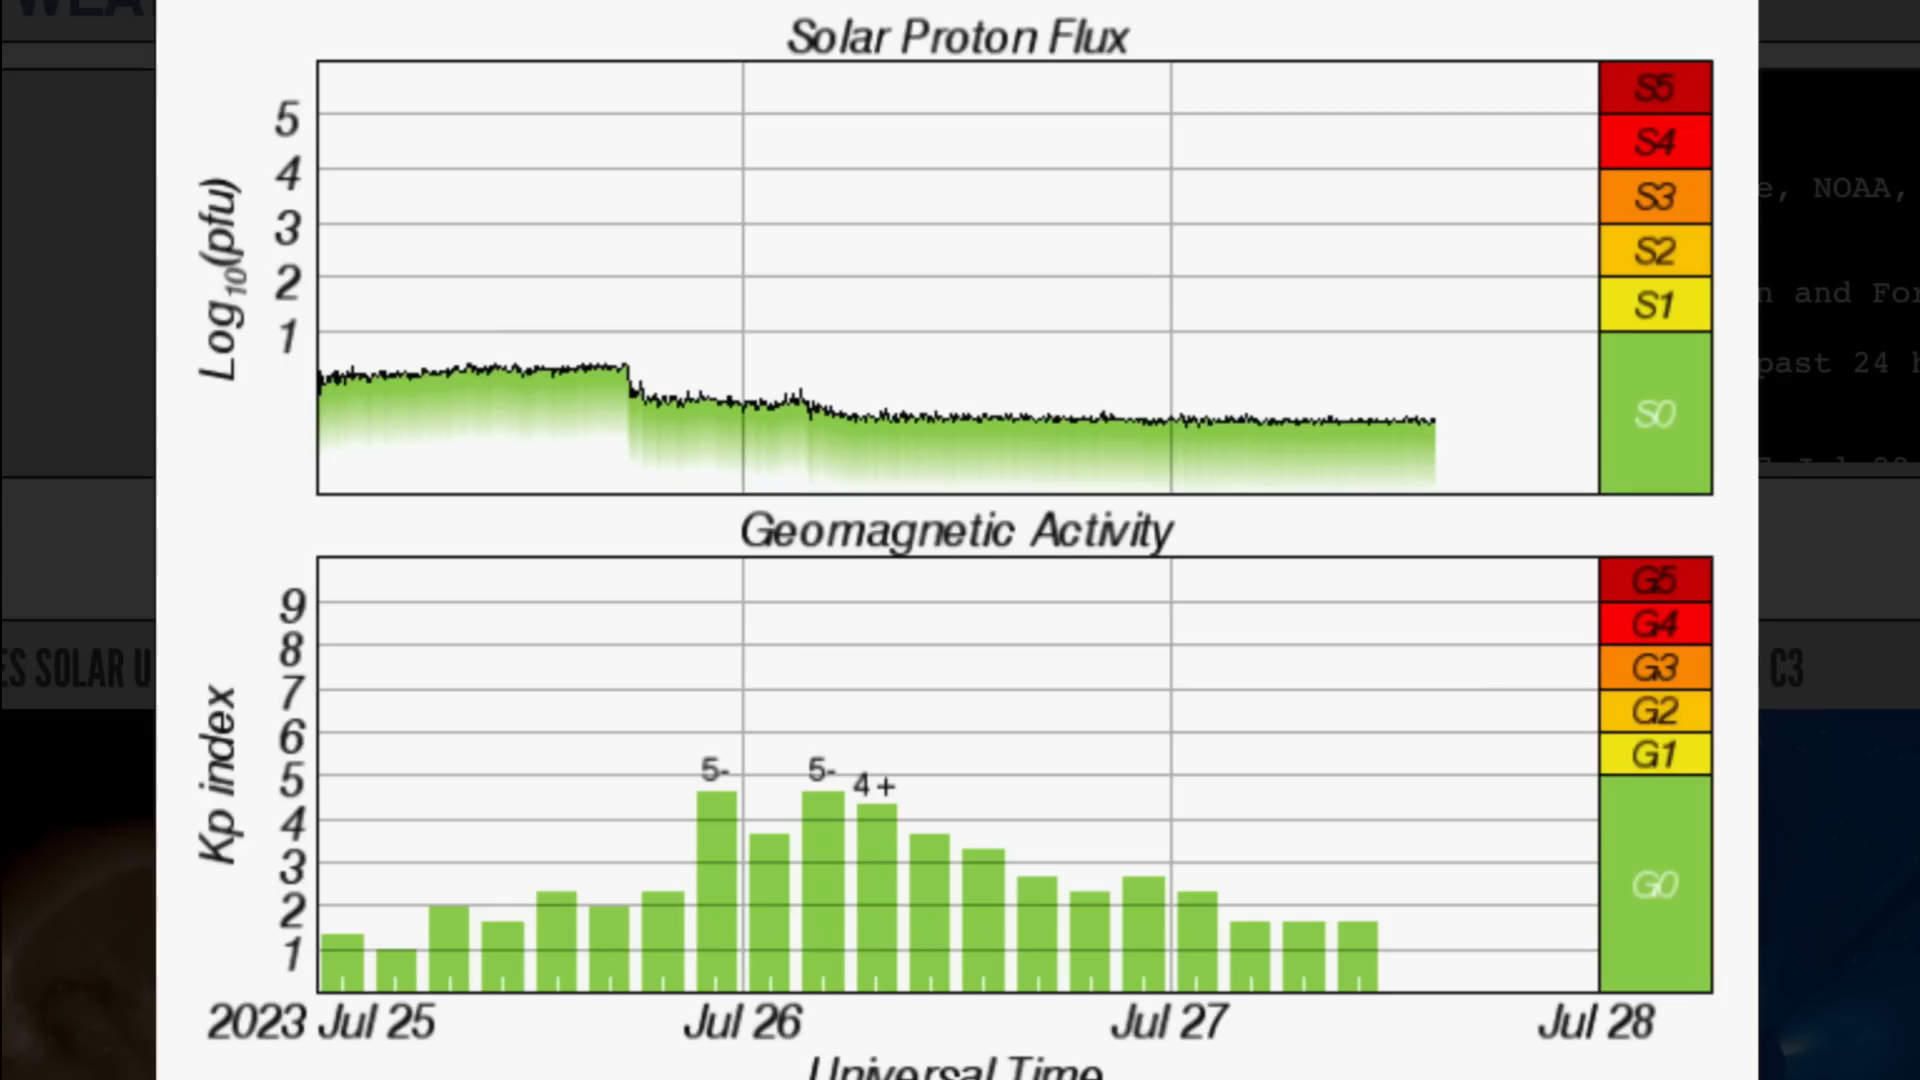 Solar Proton Flux
S5
S4
S3
S2
S1
S0
5
4
3
2
1
Log10(pfu)
Geomagnetic Activity
G5
G4
G3
G2
G1
G0
9
8
7
6
5
4
3
2
1
Kp index
5-
5-
4+
2023 Jul 25
Jul 26
Jul 27
Jul 28
Universal Time
NOAA,
and
past 24
SOLAR
C3